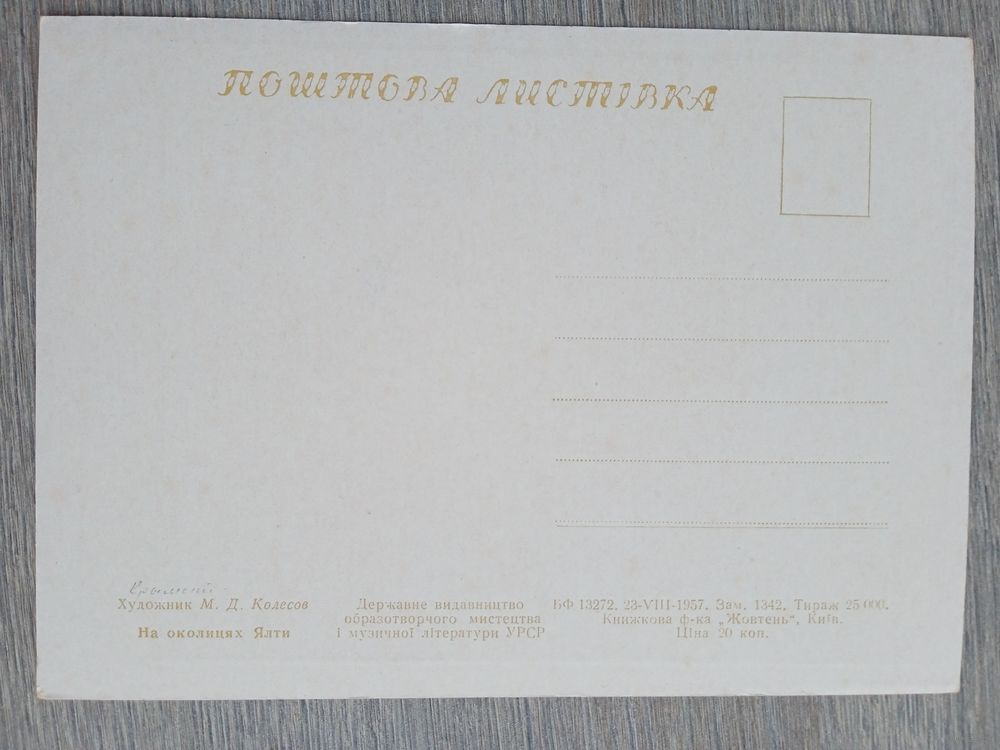 ПОШТОВА ЛИСТІВКА
Художник М. Д. Колесов
На околицях Ялти
Державне видавництво
образотворчого мистецтва
і музичної літератури УРСР
БФ 13272. 23-VIII-1957. Зам. 1342. Тираж 25 000.
Книжкова ф-ка „Жовтень“, Київ.
Ціна 20 коп.